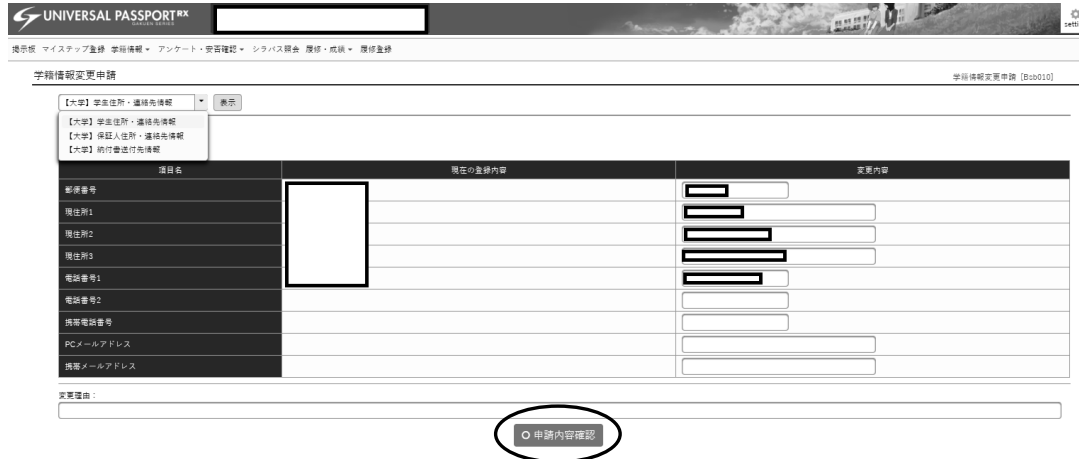 UNIVERSAL PASSPORT RX
GAKUEN SERIES
setti
掲示板 マイステップ登録 学籍情報 アンケート・安否確認 シラバス照会 履修・成績 履修登録
学籍情報変更申請
学籍情報変更申請 [Bsb010]
【大学】学生住所・連絡先情報 表示
【大学】学生住所・連絡先情報
【大学】保証人住所・連絡先情報
【大学】納付書送付先情報
項目名 現在の登録内容 変更内容
郵便番号
現住所1
現住所2
現住所3
電話番号1
電話番号2
携帯電話番号
PCメールアドレス
携帯メールアドレス
変更理由：
申請内容確認